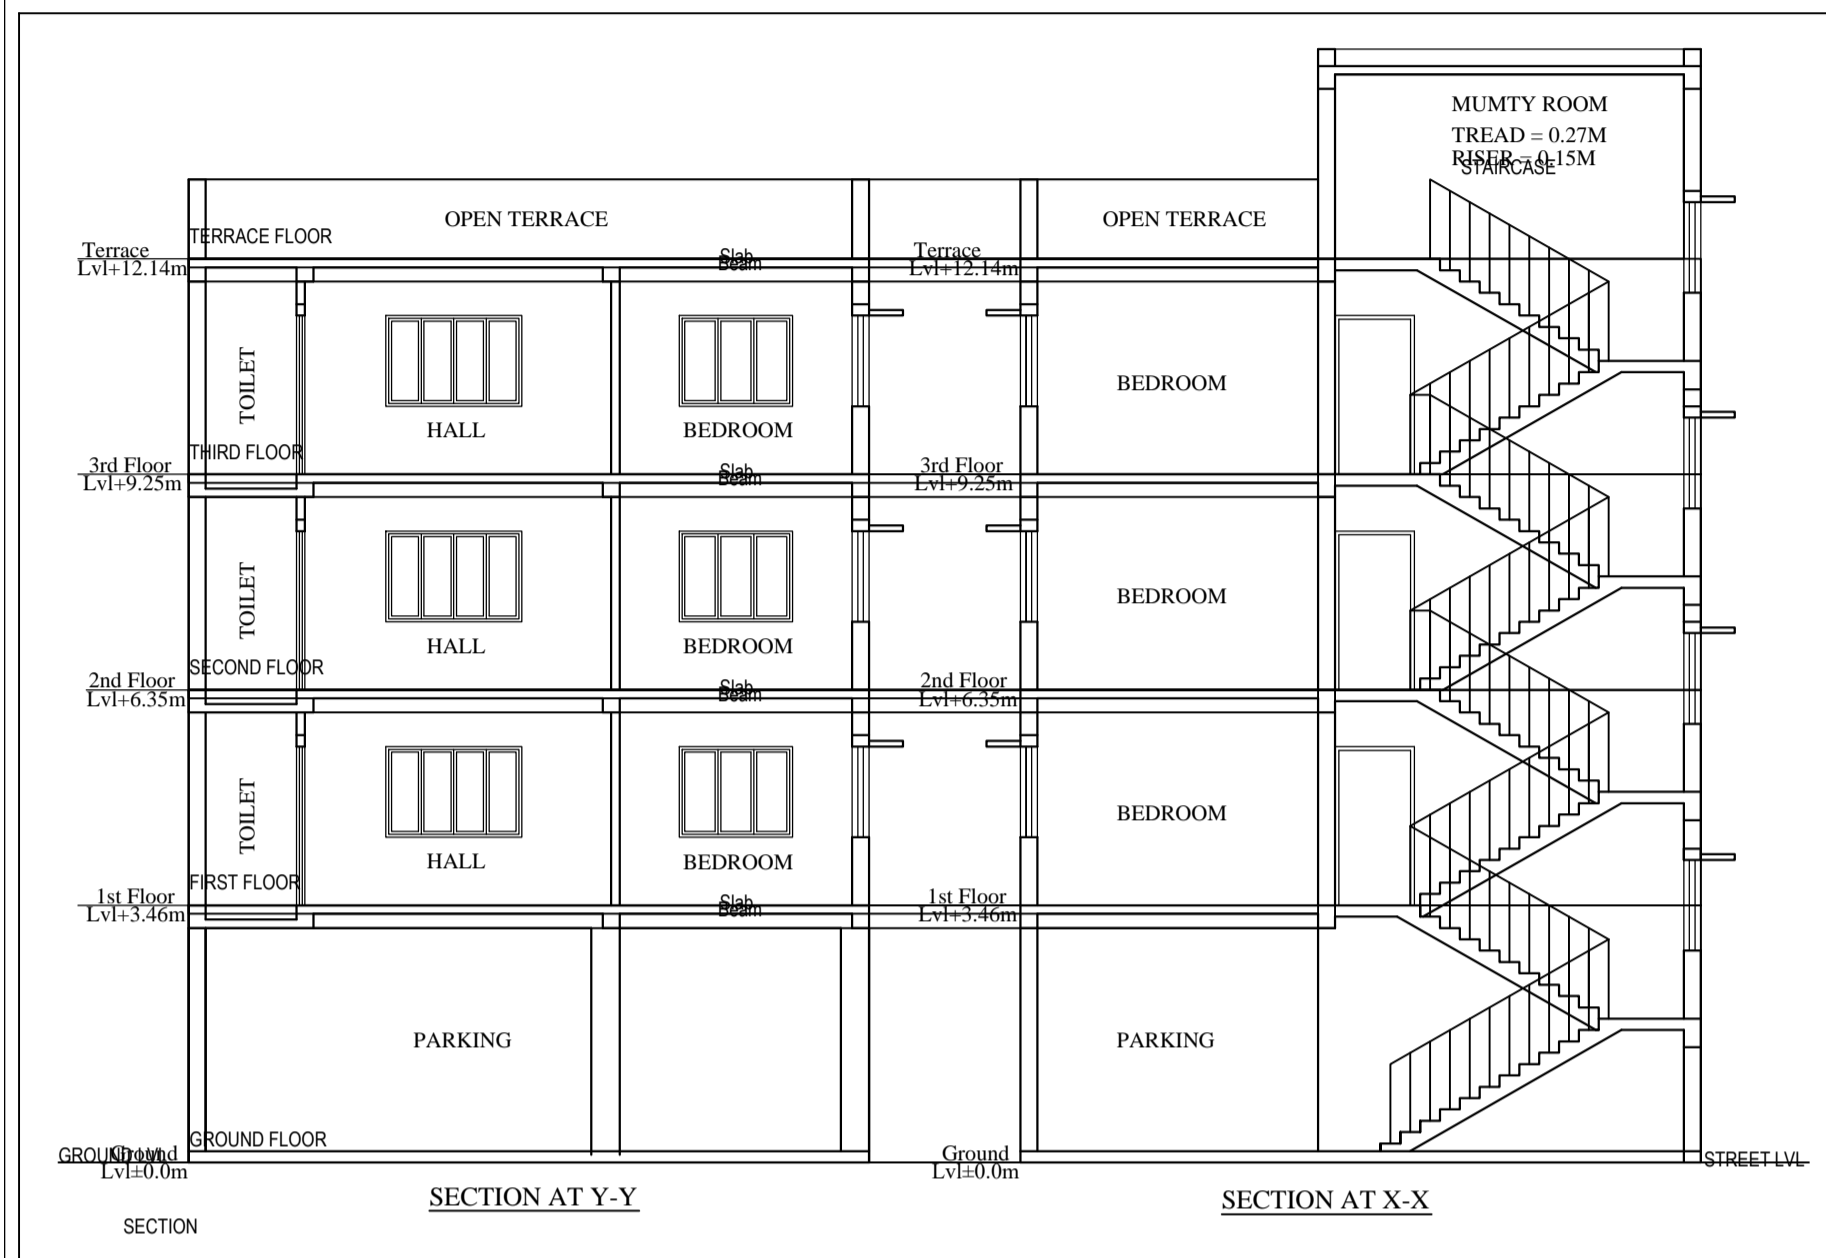 MUMTY ROOM
TREAD = 0.27M
RISER = 0.15M
STAIRCASE
OPEN TERRACE
OPEN TERRACE
TERRACE FLOOR
Terrace
Lvl+12.14m
Slab
Beam
Terrace
Lvl+12.14m
TOILET
HALL
BEDROOM
BEDROOM
THIRD FLOOR
3rd Floor
Lvl+9.25m
Slab
Beam
3rd Floor
Lvl+9.25m
TOILET
HALL
BEDROOM
BEDROOM
SECOND FLOOR
2nd Floor
Lvl+6.35m
Slab
Beam
2nd Floor
Lvl+6.35m
TOILET
HALL
BEDROOM
BEDROOM
FIRST FLOOR
1st Floor
Lvl+3.46m
Slab
Beam
1st Floor
Lvl+3.46m
PARKING
PARKING
GROUND FLOOR
GROUND LVL
Ground
Lvl±0.0m
Ground
Lvl±0.0m
STREET LVL
SECTION AT Y-Y
SECTION AT X-X
SECTION